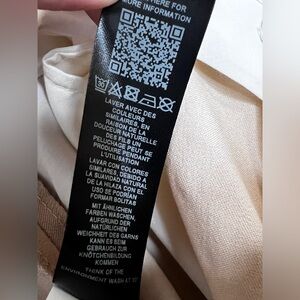 HERE FOR
MORE INFORMATION
30
LAVER AVEC DES
COULEURS
SIMILAIRES, EN
RAISON DE LA
DOUCEUR NATURELLE
DES FILS UN
PELUCHAGE PEUT SE
PRODUIRE PENDANT
L'UTILISATION
LAVAR CON COLORES
SIMILARES, DEBIDO A
LA SUAVIDAD NATURAL
DE LA HILAZA CON EL
USO SE PODRÍAN
FORMAR BOLITAS
MIT ÄHNLICHEN
FARBEN WASCHEN,
AUFGRUND DER
NATÜRLICHEN
WEICHHEIT DES GARNS
KANN ES BEIM
GEBRAUCH ZUR
KNÖTCHENBILDUNG
KOMMEN
THINK OF THE
ENVIRONMENT WASH AT